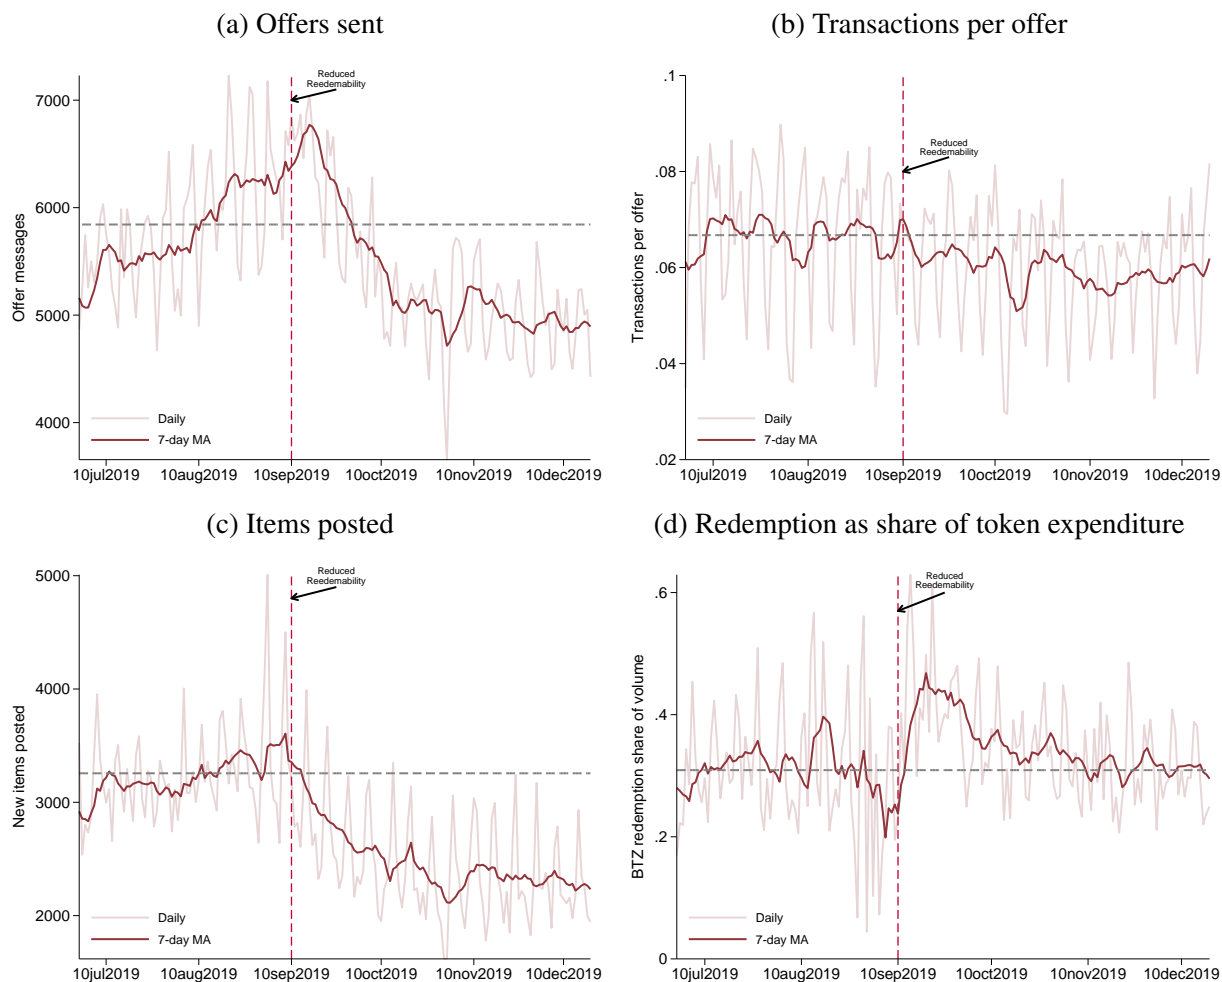 (a) Offers sent
Offer messages
7000
6000
5000
4000
Reduced
Reedemability
Daily
7-day MA
10jul2019 10aug2019 10sep2019 10oct2019 10nov2019 10dec2019
(b) Transactions per offer
Transactions per offer
.1
.08
.06
.04
.02
Reduced
Reedemability
Daily
7-day MA
10jul2019 10aug2019 10sep2019 10oct2019 10nov2019 10dec2019
(c) Items posted
New items posted
5000
4000
3000
2000
Reduced
Reedemability
Daily
7-day MA
10jul2019 10aug2019 10sep2019 10oct2019 10nov2019 10dec2019
(d) Redemption as share of token expenditure
BTZ redemption share of volume
.6
.4
.2
0
Reduced
Reedemability
Daily
7-day MA
10jul2019 10aug2019 10sep2019 10oct2019 10nov2019 10dec2019